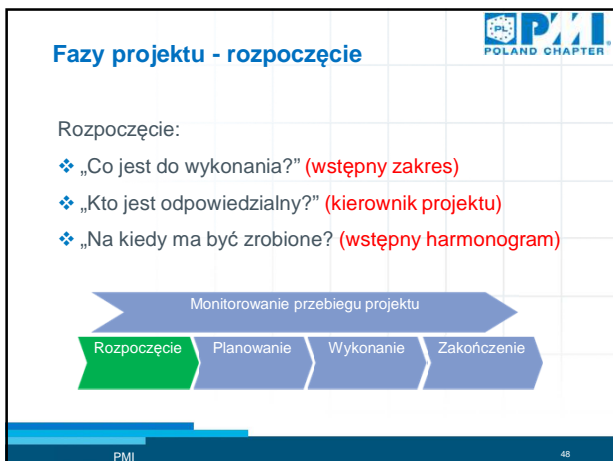 PL PMI®
POLAND CHAPTER
Fazy projektu - rozpoczęcie
Rozpoczęcie:
„Co jest do wykonania?” (wstępny zakres)
„Kto jest odpowiedzialny?” (kierownik projektu)
„Na kiedy ma być zrobione? (wstępny harmonogram)
Monitorowanie przebiegu projektu
Rozpoczęcie Planowanie Wykonanie Zakończenie
PMI 48